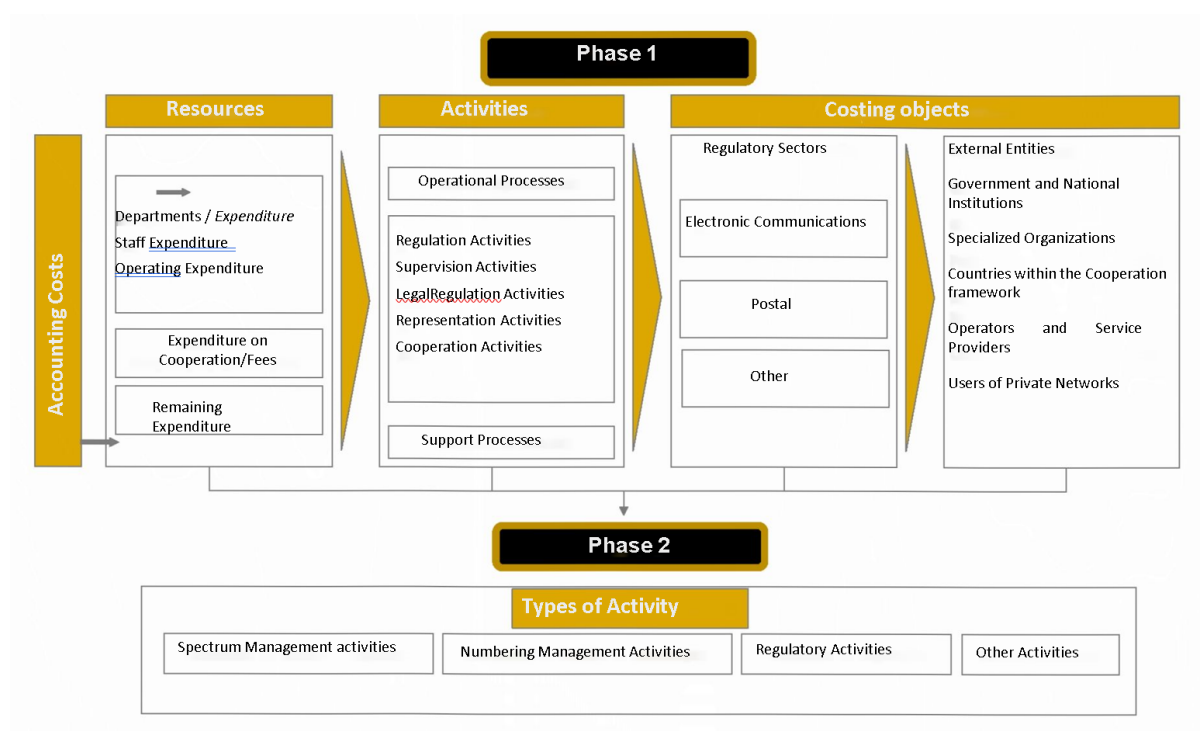 Phase 1
Resources
Activities
Costing objects
Accounting Costs
Departments / Expenditure
Staff Expenditure
Operating Expenditure
Expenditure on
Cooperation/Fees
Remaining
Expenditure
Operational Processes
Regulation Activities
Supervision Activities
LegalRegulation Activities
Representation Activities
Cooperation Activities
Support Processes
Regulatory Sectors
Electronic Communications
Postal
Other
External Entities
Government and National
Institutions
Specialized Organizations
Countries within the Cooperation
framework
Operators and Service
Providers
Users of Private Networks
Phase 2
Types of Activity
Spectrum Management activities
Numbering Management Activities
Regulatory Activities
Other Activities